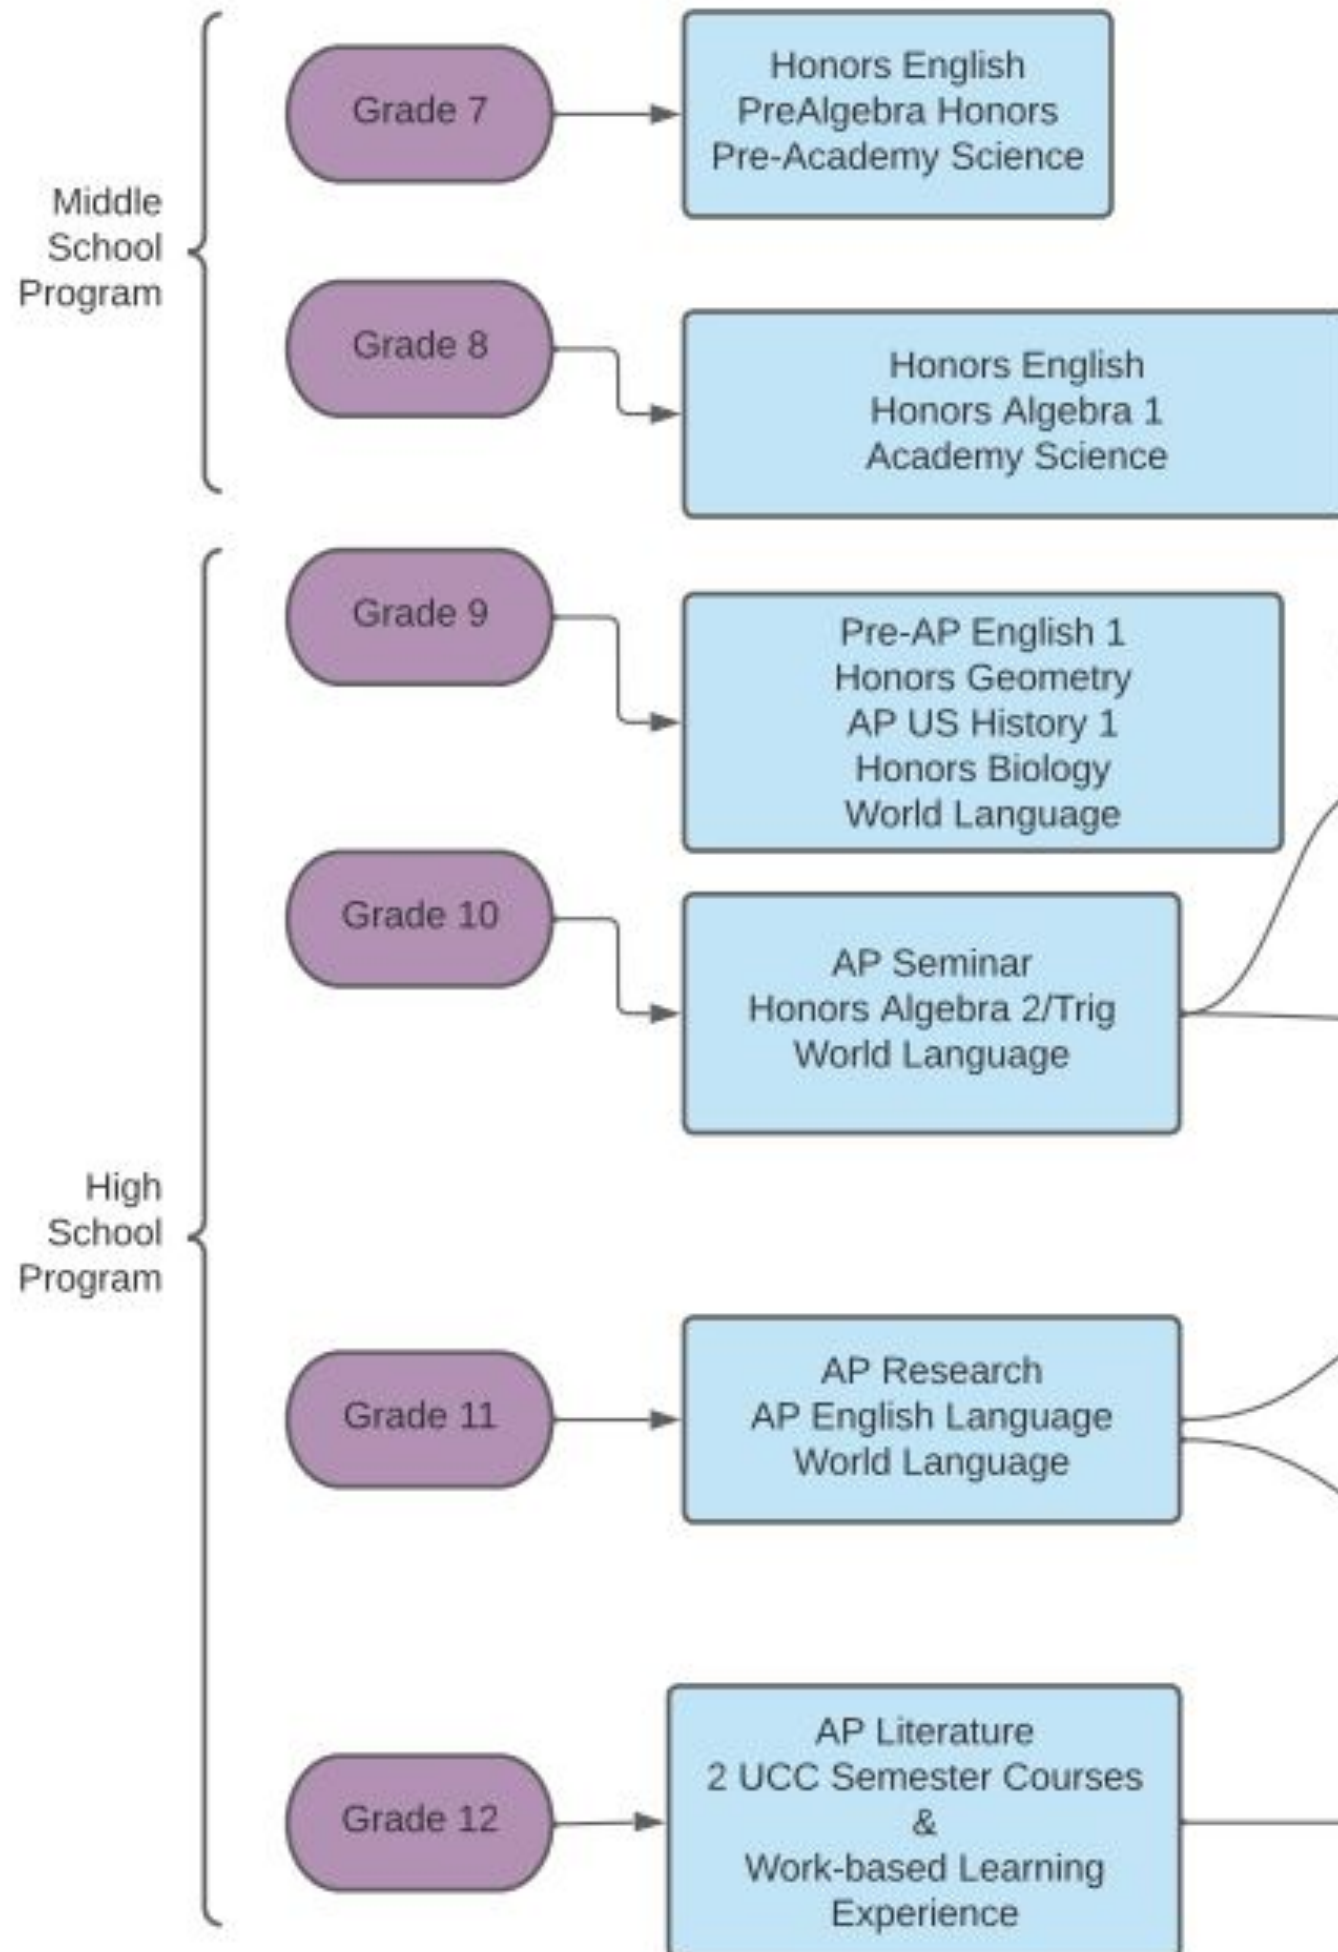 Middle
School
Program
Grade 7
Honors English
PreAlgebra Honors
Pre-Academy Science
Grade 8
Honors English
Honors Algebra 1
Academy Science
High
School
Program
Grade 9
Pre-AP English 1
Honors Geometry
AP US History 1
Honors Biology
World Language
Grade 10
AP Seminar
Honors Algebra 2/Trig
World Language
Grade 11
AP Research
AP English Language
World Language
Grade 12
AP Literature
2 UCC Semester Courses
&
Work-based Learning
Experience